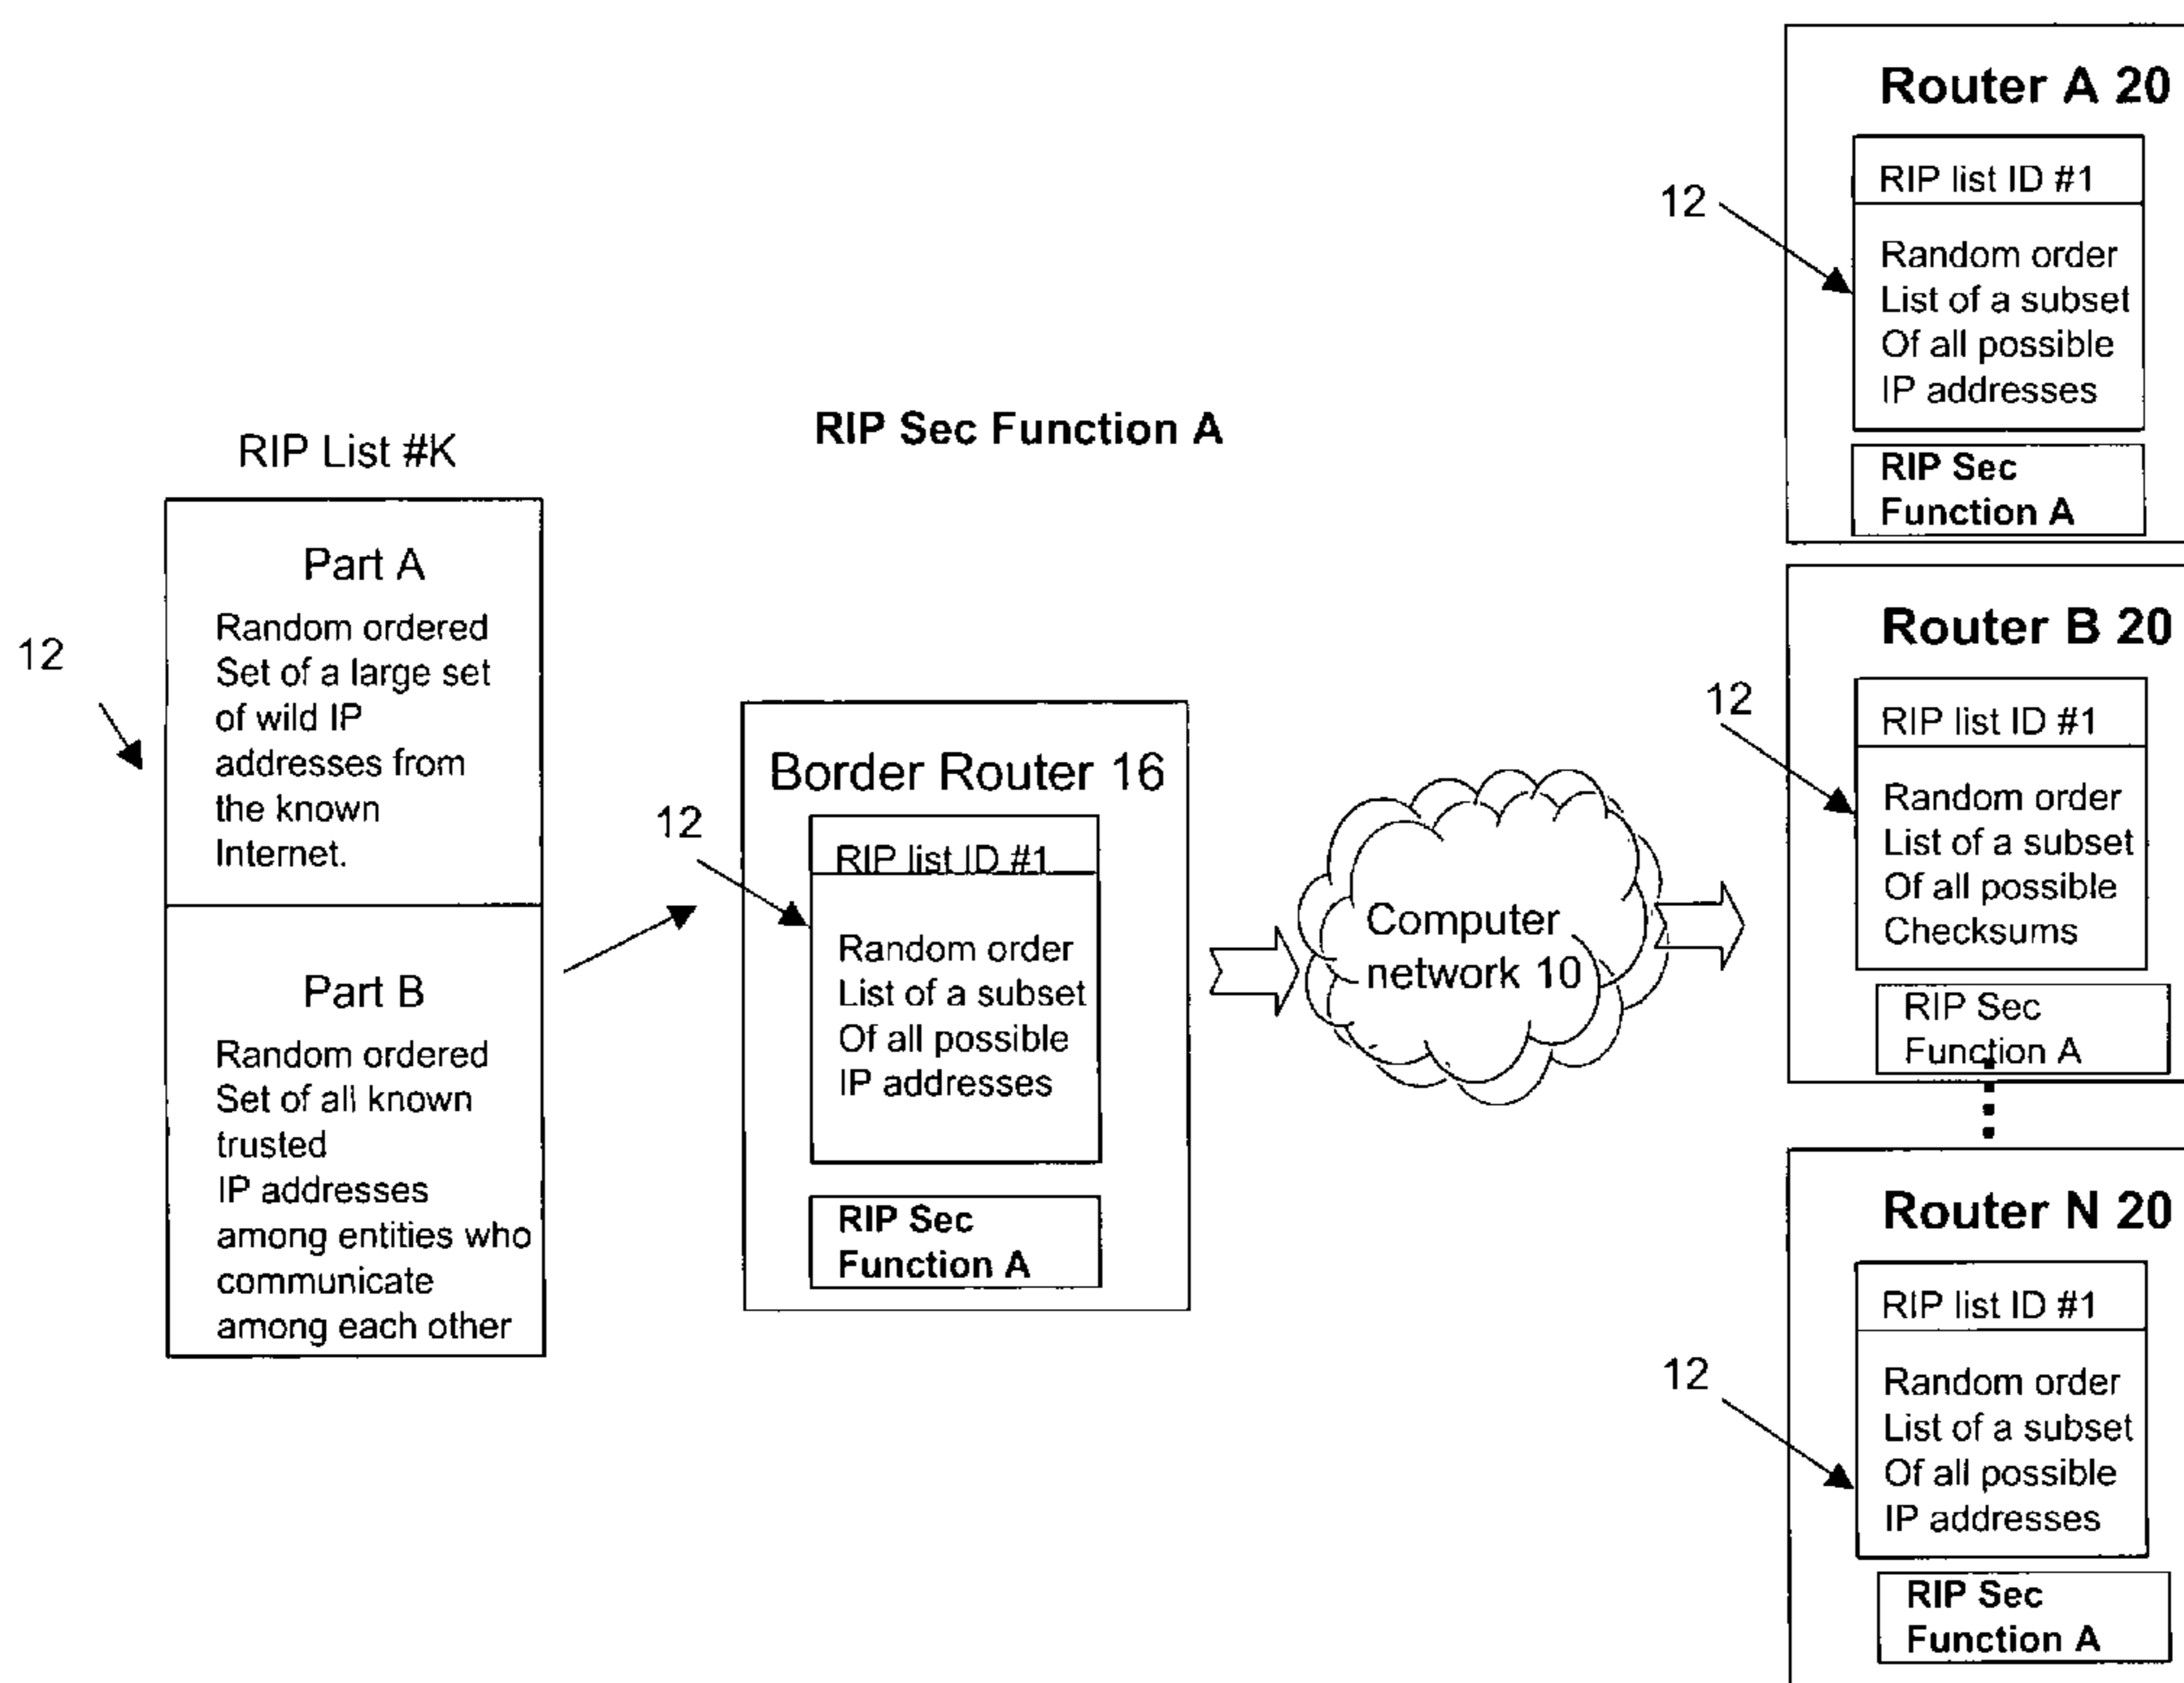 RIP Sec Function A
RIP List #K
12
Part A
Random ordered
Set of a large set
of wild IP
addresses from
the known
Internet.
Part B
Random ordered
Set of all known
trusted
IP addresses
among entities who
communicate
among each other
Border Router 16
12
RIP list ID #1
Random order
List of a subset
Of all possible
IP addresses
RIP Sec
Function A
Computer
network 10
Router A 20
12
RIP list ID #1
Random order
List of a subset
Of all possible
IP addresses
RIP Sec
Function A
Router B 20
12
RIP list ID #1
Random order
List of a subset
Of all possible
Checksums
RIP Sec
Function A
Router N 20
12
RIP list ID #1
Random order
List of a subset
Of all possible
IP addresses
RIP Sec
Function A